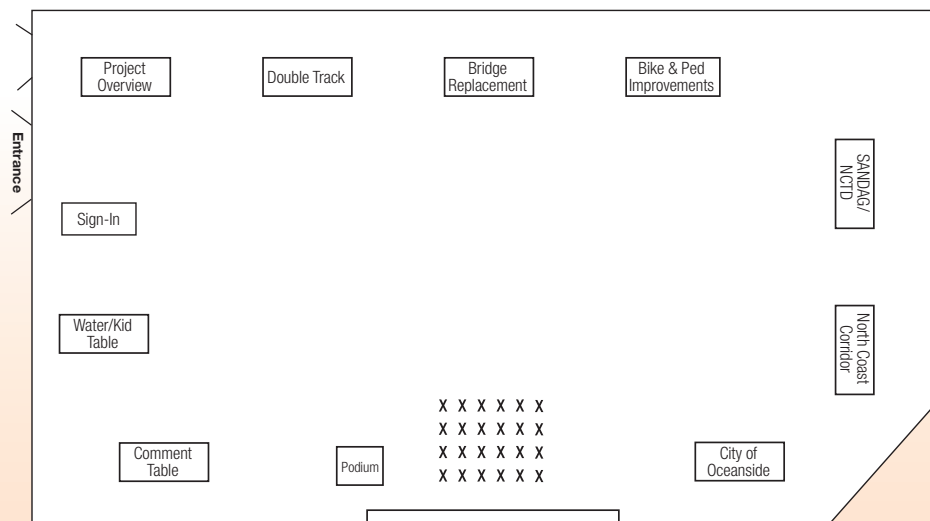 Project
Overview
Double Track
Bridge
Replacement
Bike & Ped
Improvements
Entrance
SANDAG/
NCTD
Sign-In
Water/Kid
Table
North Coast
Corridor
X X X X X X
X X X X X X
X X X X X X
X X X X X X
Comment
Table
Podium
City of
Oceanside